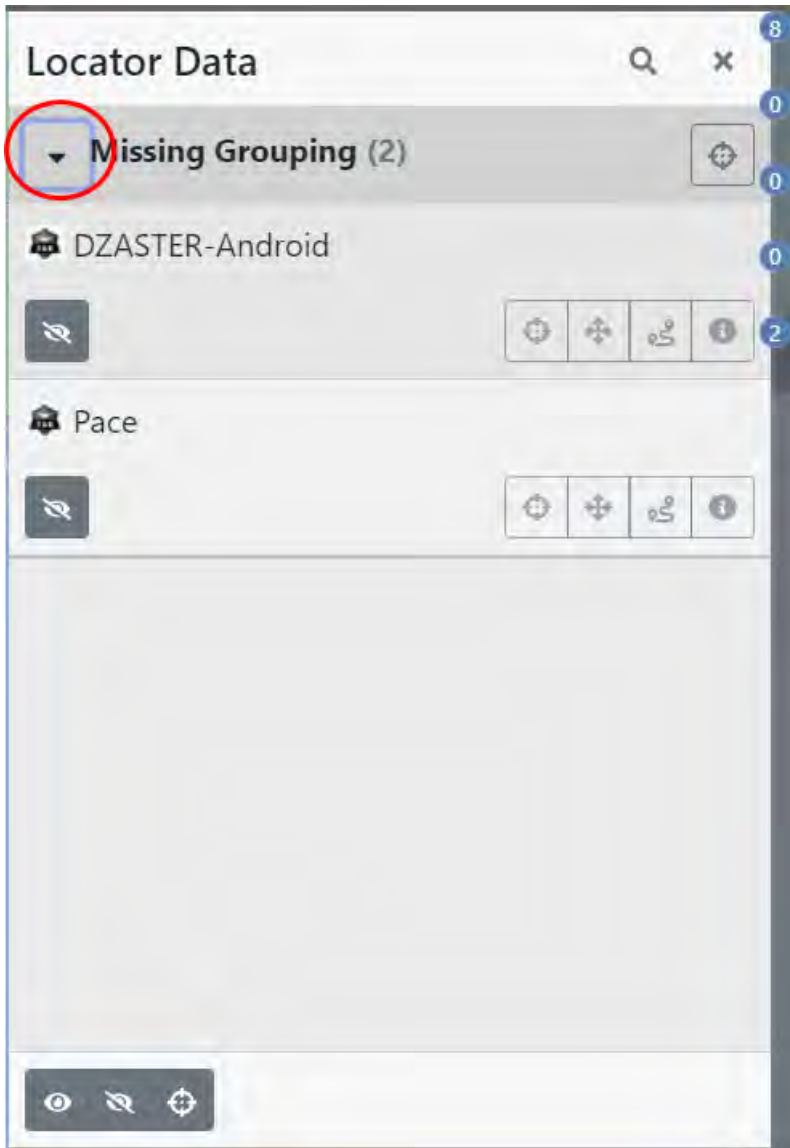 Locator Data
8
0
Missing Grouping (2)
0
DZASTER-Android
0
2
Pace